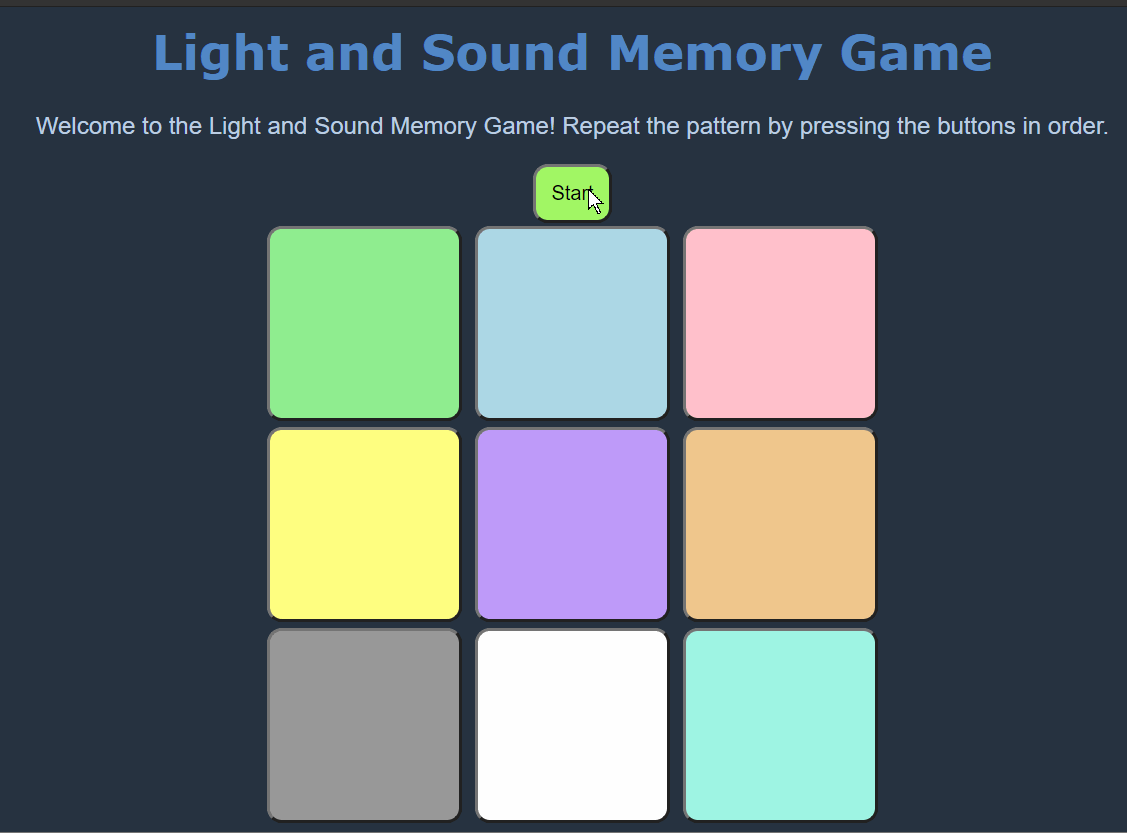 Light and Sound Memory Game
Welcome to the Light and Sound Memory Game! Repeat the pattern by pressing the buttons in order.
Start